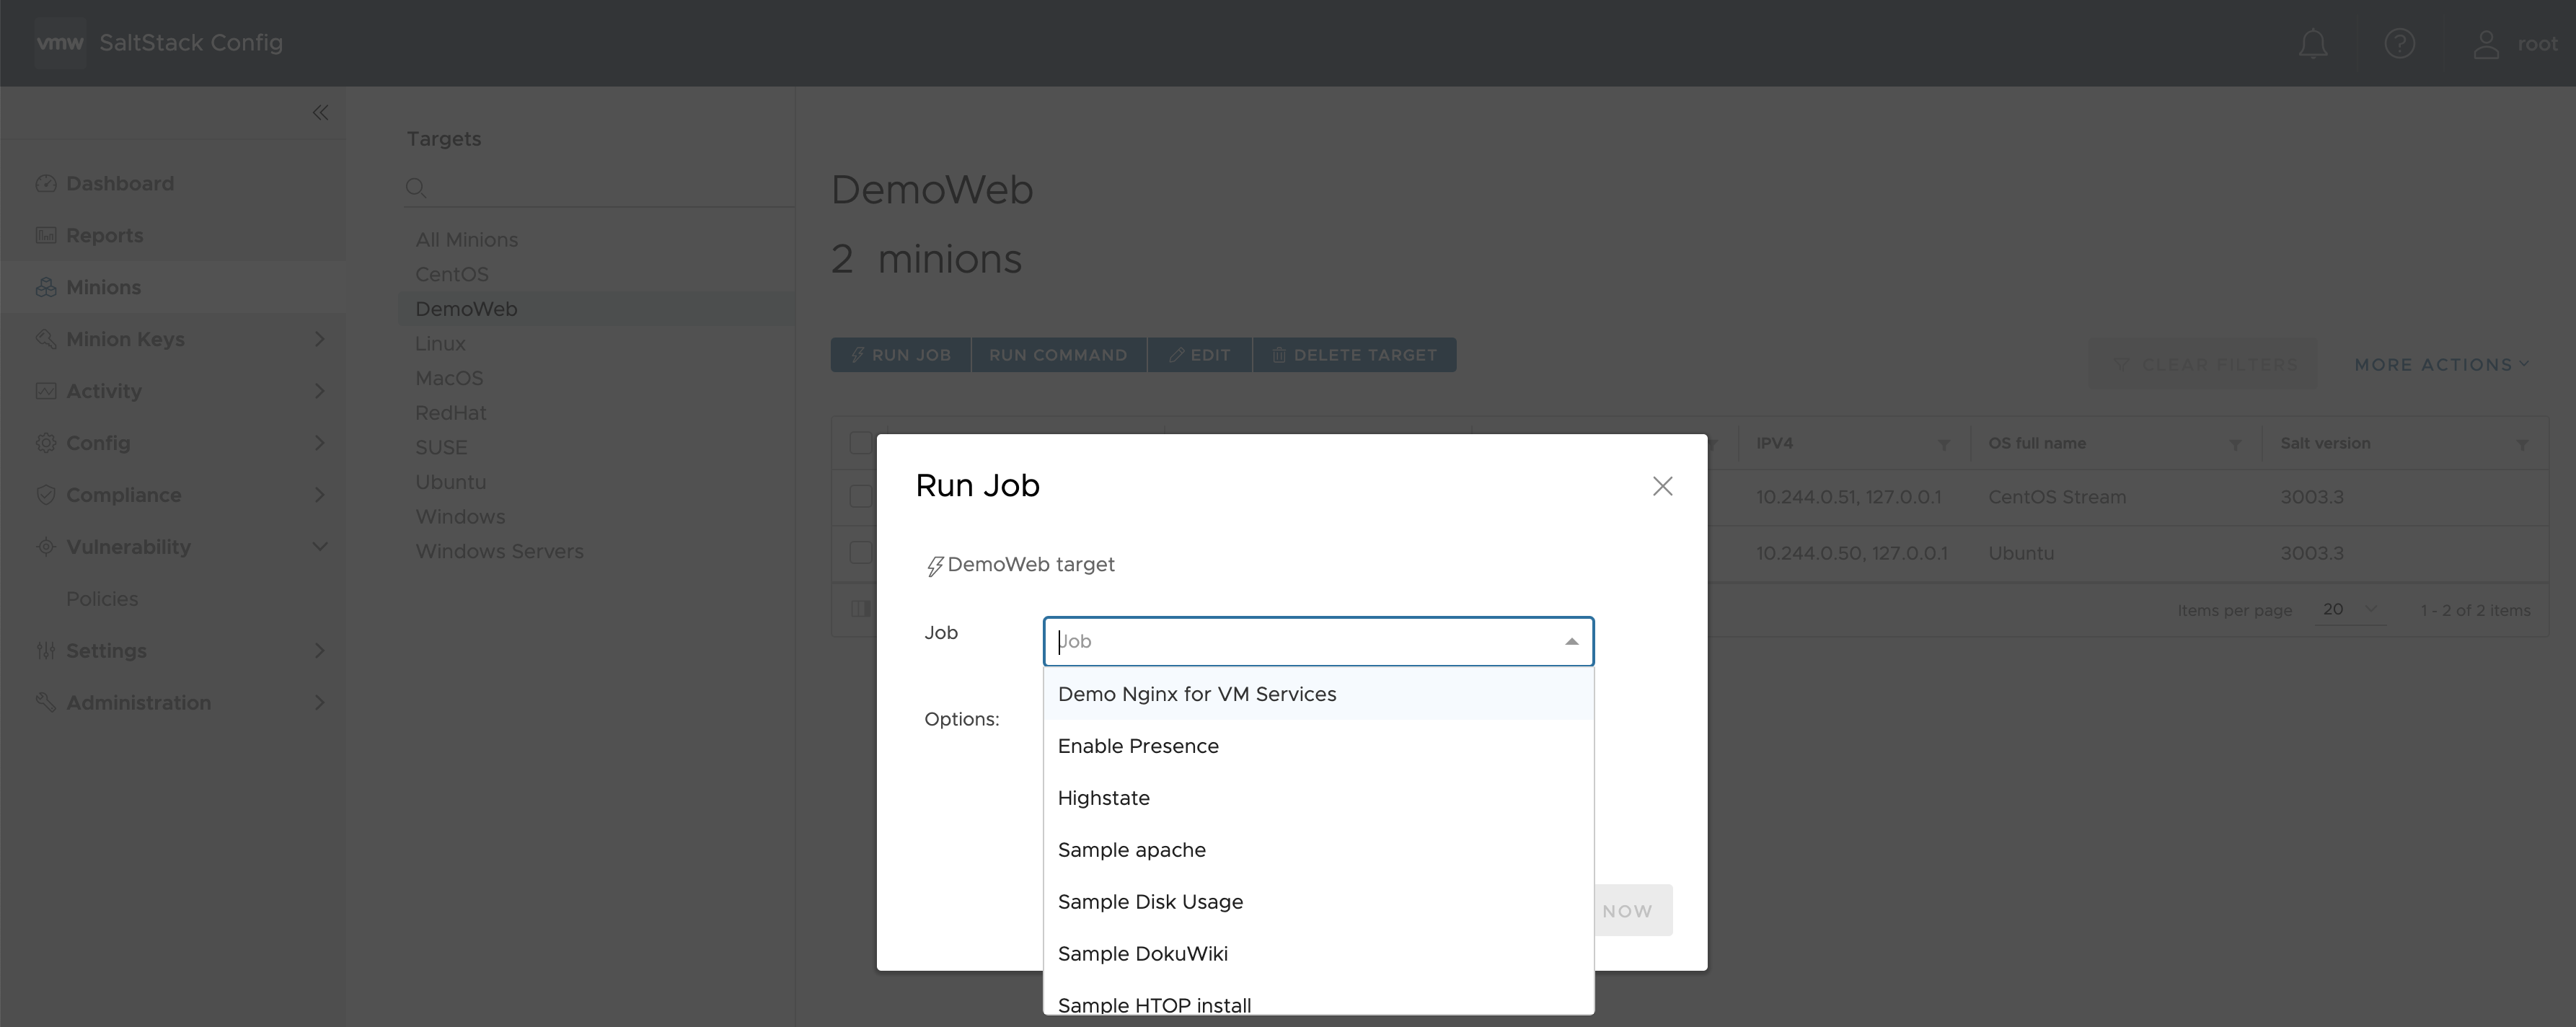 vmw SaltStack Config
root
Dashboard
Reports
Minions
Minion Keys
Activity
Config
Compliance
Vulnerability
Policies
Settings
Administration
Targets
All Minions
CentOS
DemoWeb
Linux
MacOS
RedHat
SUSE
Ubuntu
Windows
Windows Servers
DemoWeb
2 minions
RUN JOB RUN COMMAND EDIT DELETE TARGET
CLEAR FILTERS MORE ACTIONS
IPV4 OS full name Salt version
10.244.0.51, 127.0.0.1 CentOS Stream 3003.3
10.244.0.50, 127.0.0.1 Ubuntu 3003.3
Items per page 20 1 - 2 of 2 items
Run Job
DemoWeb target
Job
Job
Options:
Demo Nginx for VM Services
Enable Presence
Highstate
Sample apache
Sample Disk Usage
Sample DokuWiki
Sample HTOP install
NOW